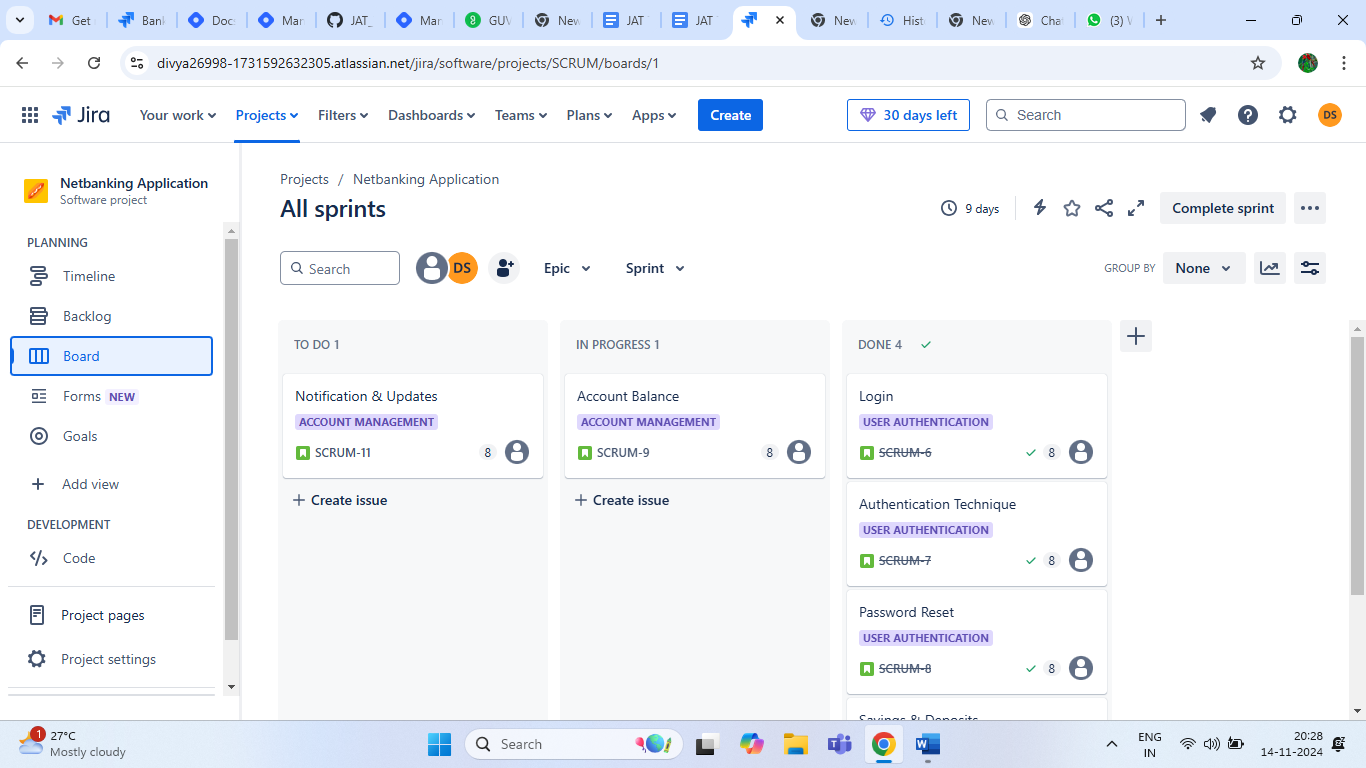 Get
Bank
Docs
Mar
JAT_
Mar
GUV
New
JAT
JAT
New
Hist
New
Cha
(3)
divya26998-1731592632305.atlassian.net/jira/software/projects/SCRUM/boards/1
Jira
Your work
Projects
Filters
Dashboards
Teams
Plans
Apps
Create
30 days left
Search
DS
Netbanking Application
Software project
PLANNING
Timeline
Backlog
Board
Forms NEW
Goals
Add view
DEVELOPMENT
Code
Project pages
Project settings
Projects / Netbanking Application
All sprints
9 days
Complete sprint
Search
DS
Epic
Sprint
GROUP BY
None
TO DO 1
Notification & Updates
ACCOUNT MANAGEMENT
SCRUM-11 8
Create issue
IN PROGRESS 1
Account Balance
ACCOUNT MANAGEMENT
SCRUM-9 8
Create issue
DONE 4
Login
USER AUTHENTICATION
SCRUM-6 8
Authentication Technique
USER AUTHENTICATION
SCRUM-7 8
Password Reset
USER AUTHENTICATION
SCRUM-8 8
Savings & Deposits
1
27°C
Mostly cloudy
Search
ENG
IN
20:28
14-11-2024